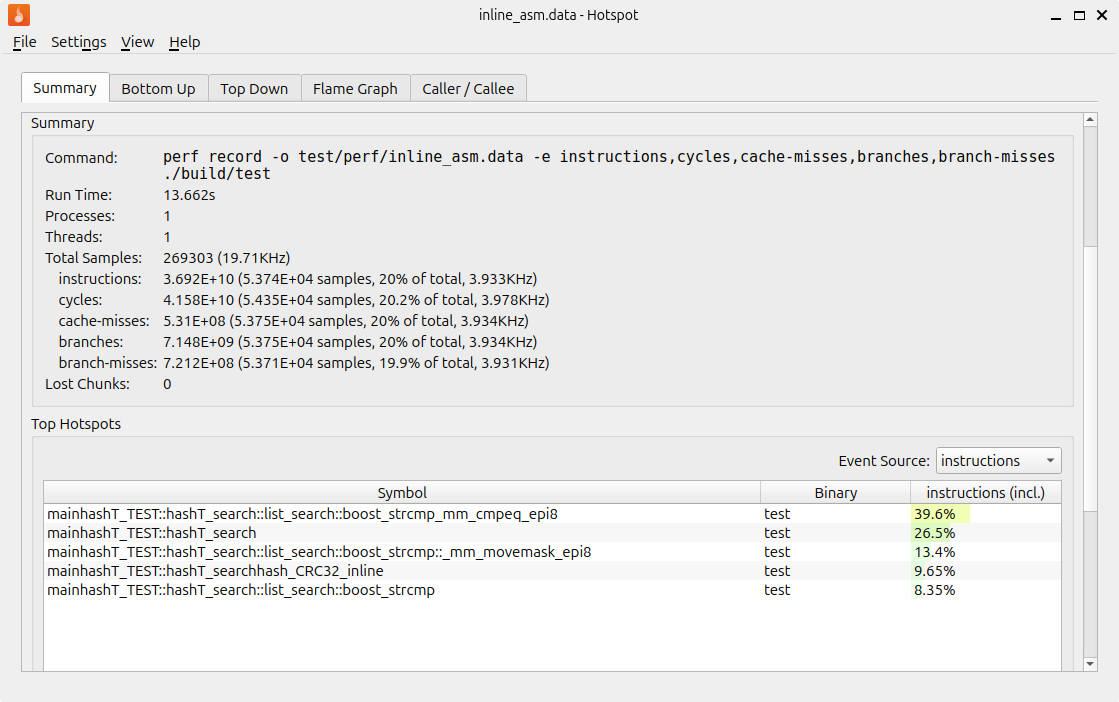 inline_asm.data - Hotspot
File Settings View Help
Summary Bottom Up Top Down Flame Graph Caller / Callee
Summary
Command: perf record -o test/perf/inline_asm.data -e instructions,cycles,cache-misses,branches,branch-misses
./build/test
Run Time: 13.662s
Processes: 1
Threads: 1
Total Samples: 269303 (19.71KHz)
instructions: 3.692E+10 (5.374E+04 samples, 20% of total, 3.933KHz)
cycles: 4.158E+10 (5.435E+04 samples, 20.2% of total, 3.978KHz)
cache-misses: 5.31E+08 (5.375E+04 samples, 20% of total, 3.934KHz)
branches: 7.148E+09 (5.375E+04 samples, 20% of total, 3.934KHz)
branch-misses: 7.212E+08 (5.371E+04 samples, 19.9% of total, 3.931KHz)
Lost Chunks: 0
Top Hotspots
Event Source: instructions
Symbol Binary instructions (incl.)
mainhashT_TEST::hashT_search::list_search::boost_strcmp_mm_cmpeq_epi8 test 39.6%
mainhashT_TEST::hashT_search test 26.5%
mainhashT_TEST::hashT_search::list_search::boost_strcmp::_mm_movemask_epi8 test 13.4%
mainhashT_TEST::hashT_searchhash_CRC32_inline test 9.65%
mainhashT_TEST::hashT_search::list_search::boost_strcmp test 8.35%